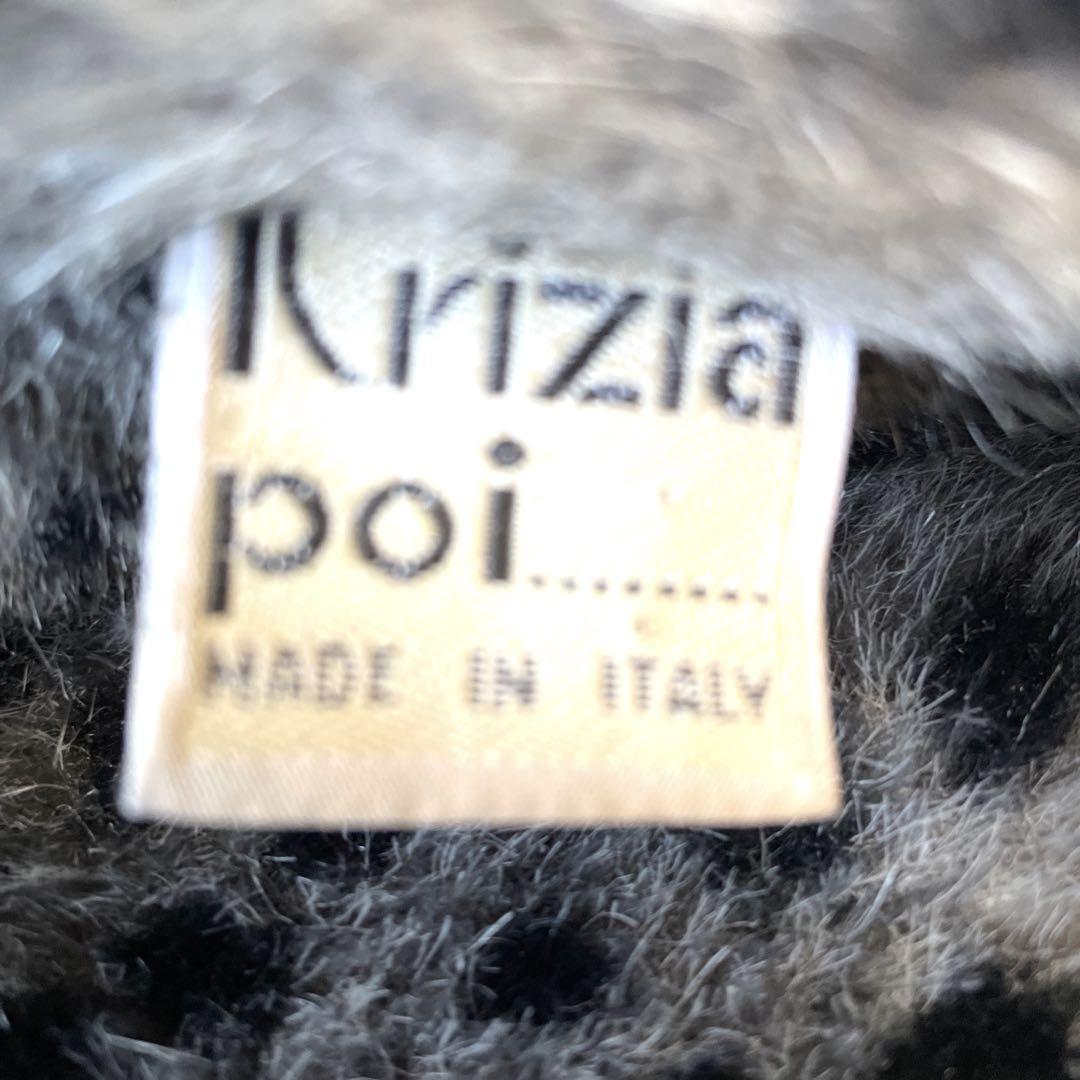 Krizia
poi.........
MADE IN ITALY